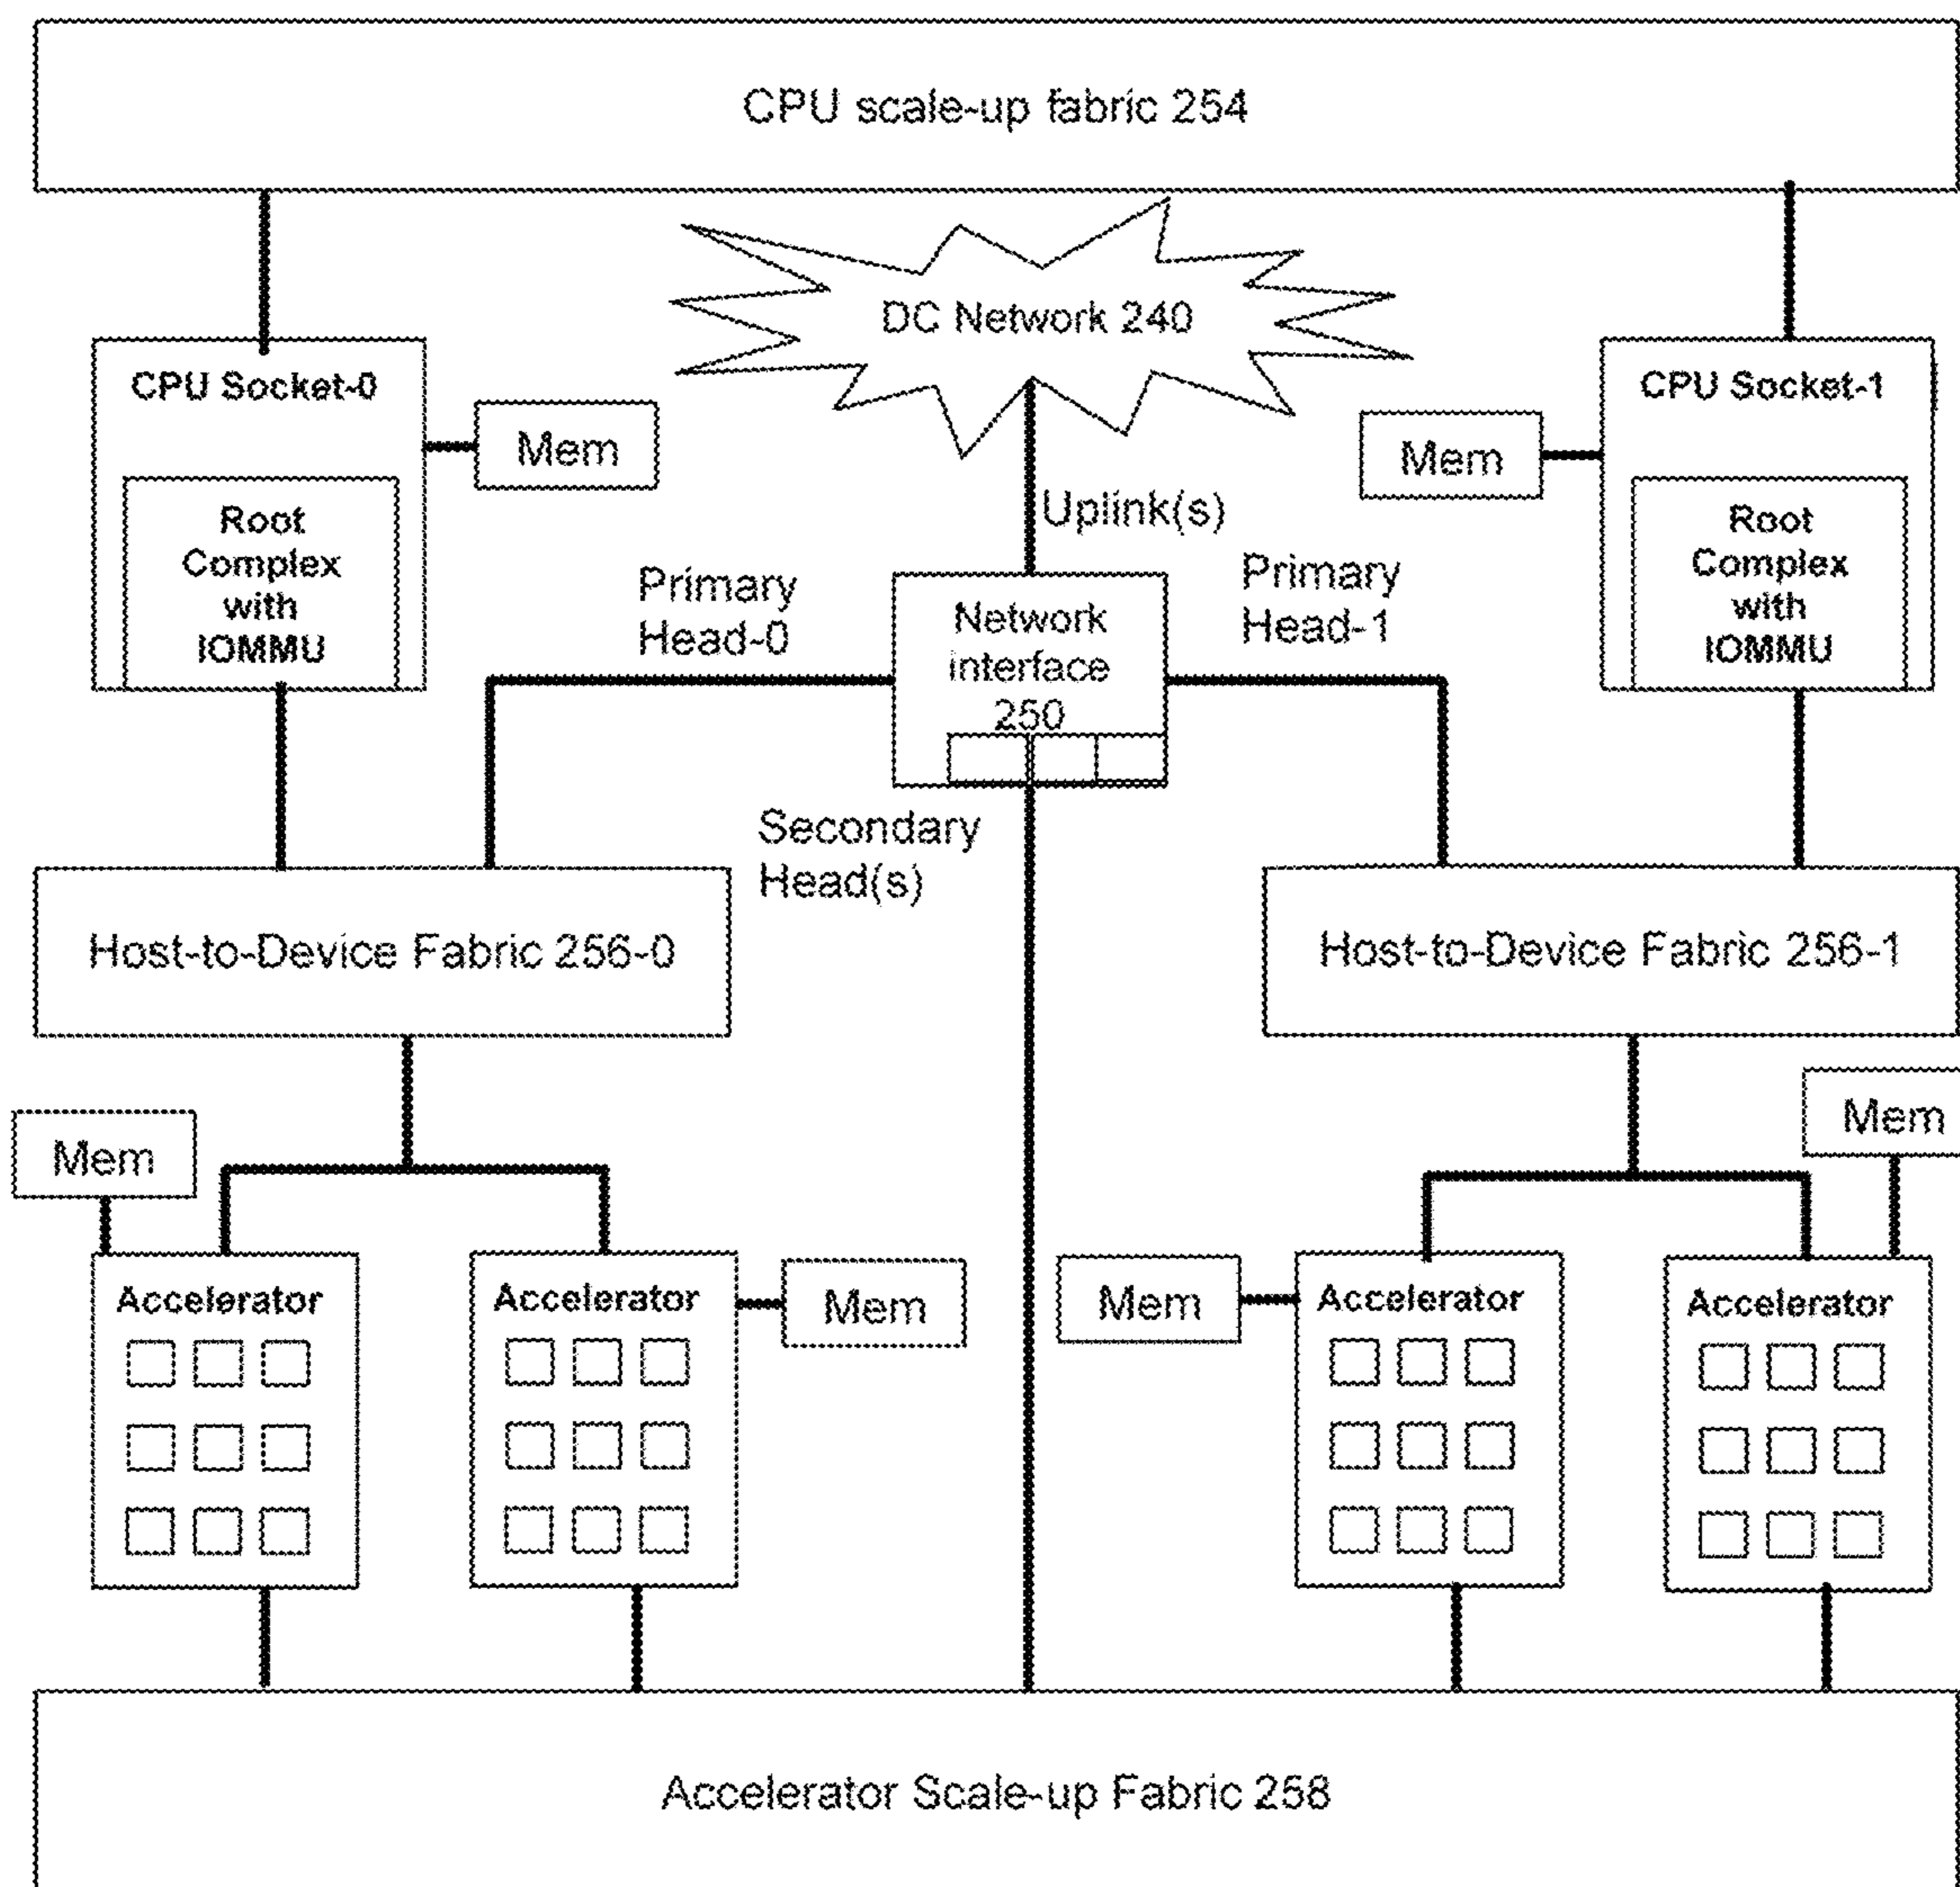 CPU scale-up fabric 254
DC Network 240
CPU Socket-0
Mem
Root
Complex
with
IOMMU
Uplink(s)
Mem
CPU Socket-1
Root
Complex
with
IOMMU
Primary
Head-0
Network
interface
250
Primary
Head-1
Secondary
Head(s)
Host-to-Device Fabric 256-0
Host-to-Device Fabric 256-1
Mem
Accelerator
Accelerator
Mem
Mem
Accelerator
Mem
Accelerator
Accelerator Scale-up Fabric 258